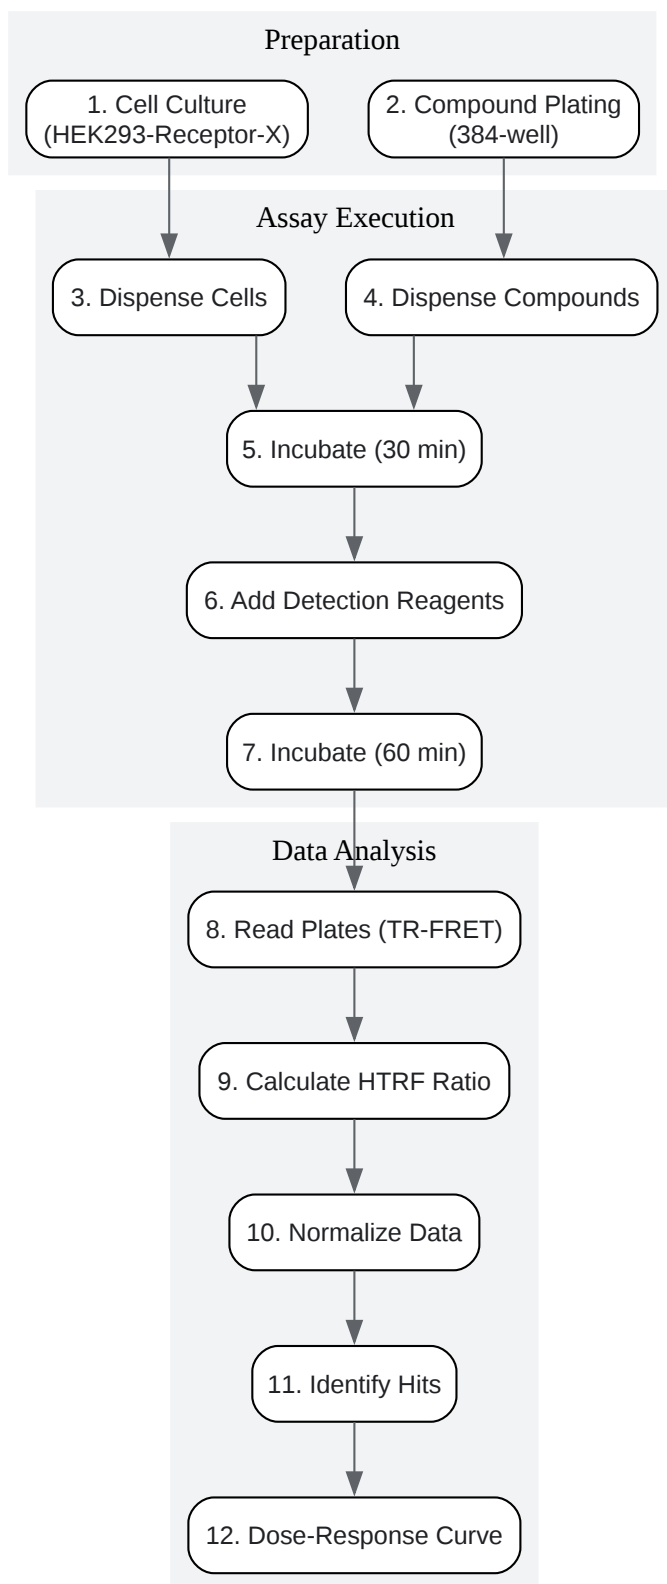 Preparation
1. Cell Culture
(HEK293-Receptor-X)
2. Compound Plating
(384-well)
Assay Execution
3. Dispense Cells
4. Dispense Compounds
5. Incubate (30 min)
6. Add Detection Reagents
7. Incubate (60 min)
Data Analysis
8. Read Plates (TR-FRET)
9. Calculate HTRF Ratio
10. Normalize Data
11. Identify Hits
12. Dose-Response Curve